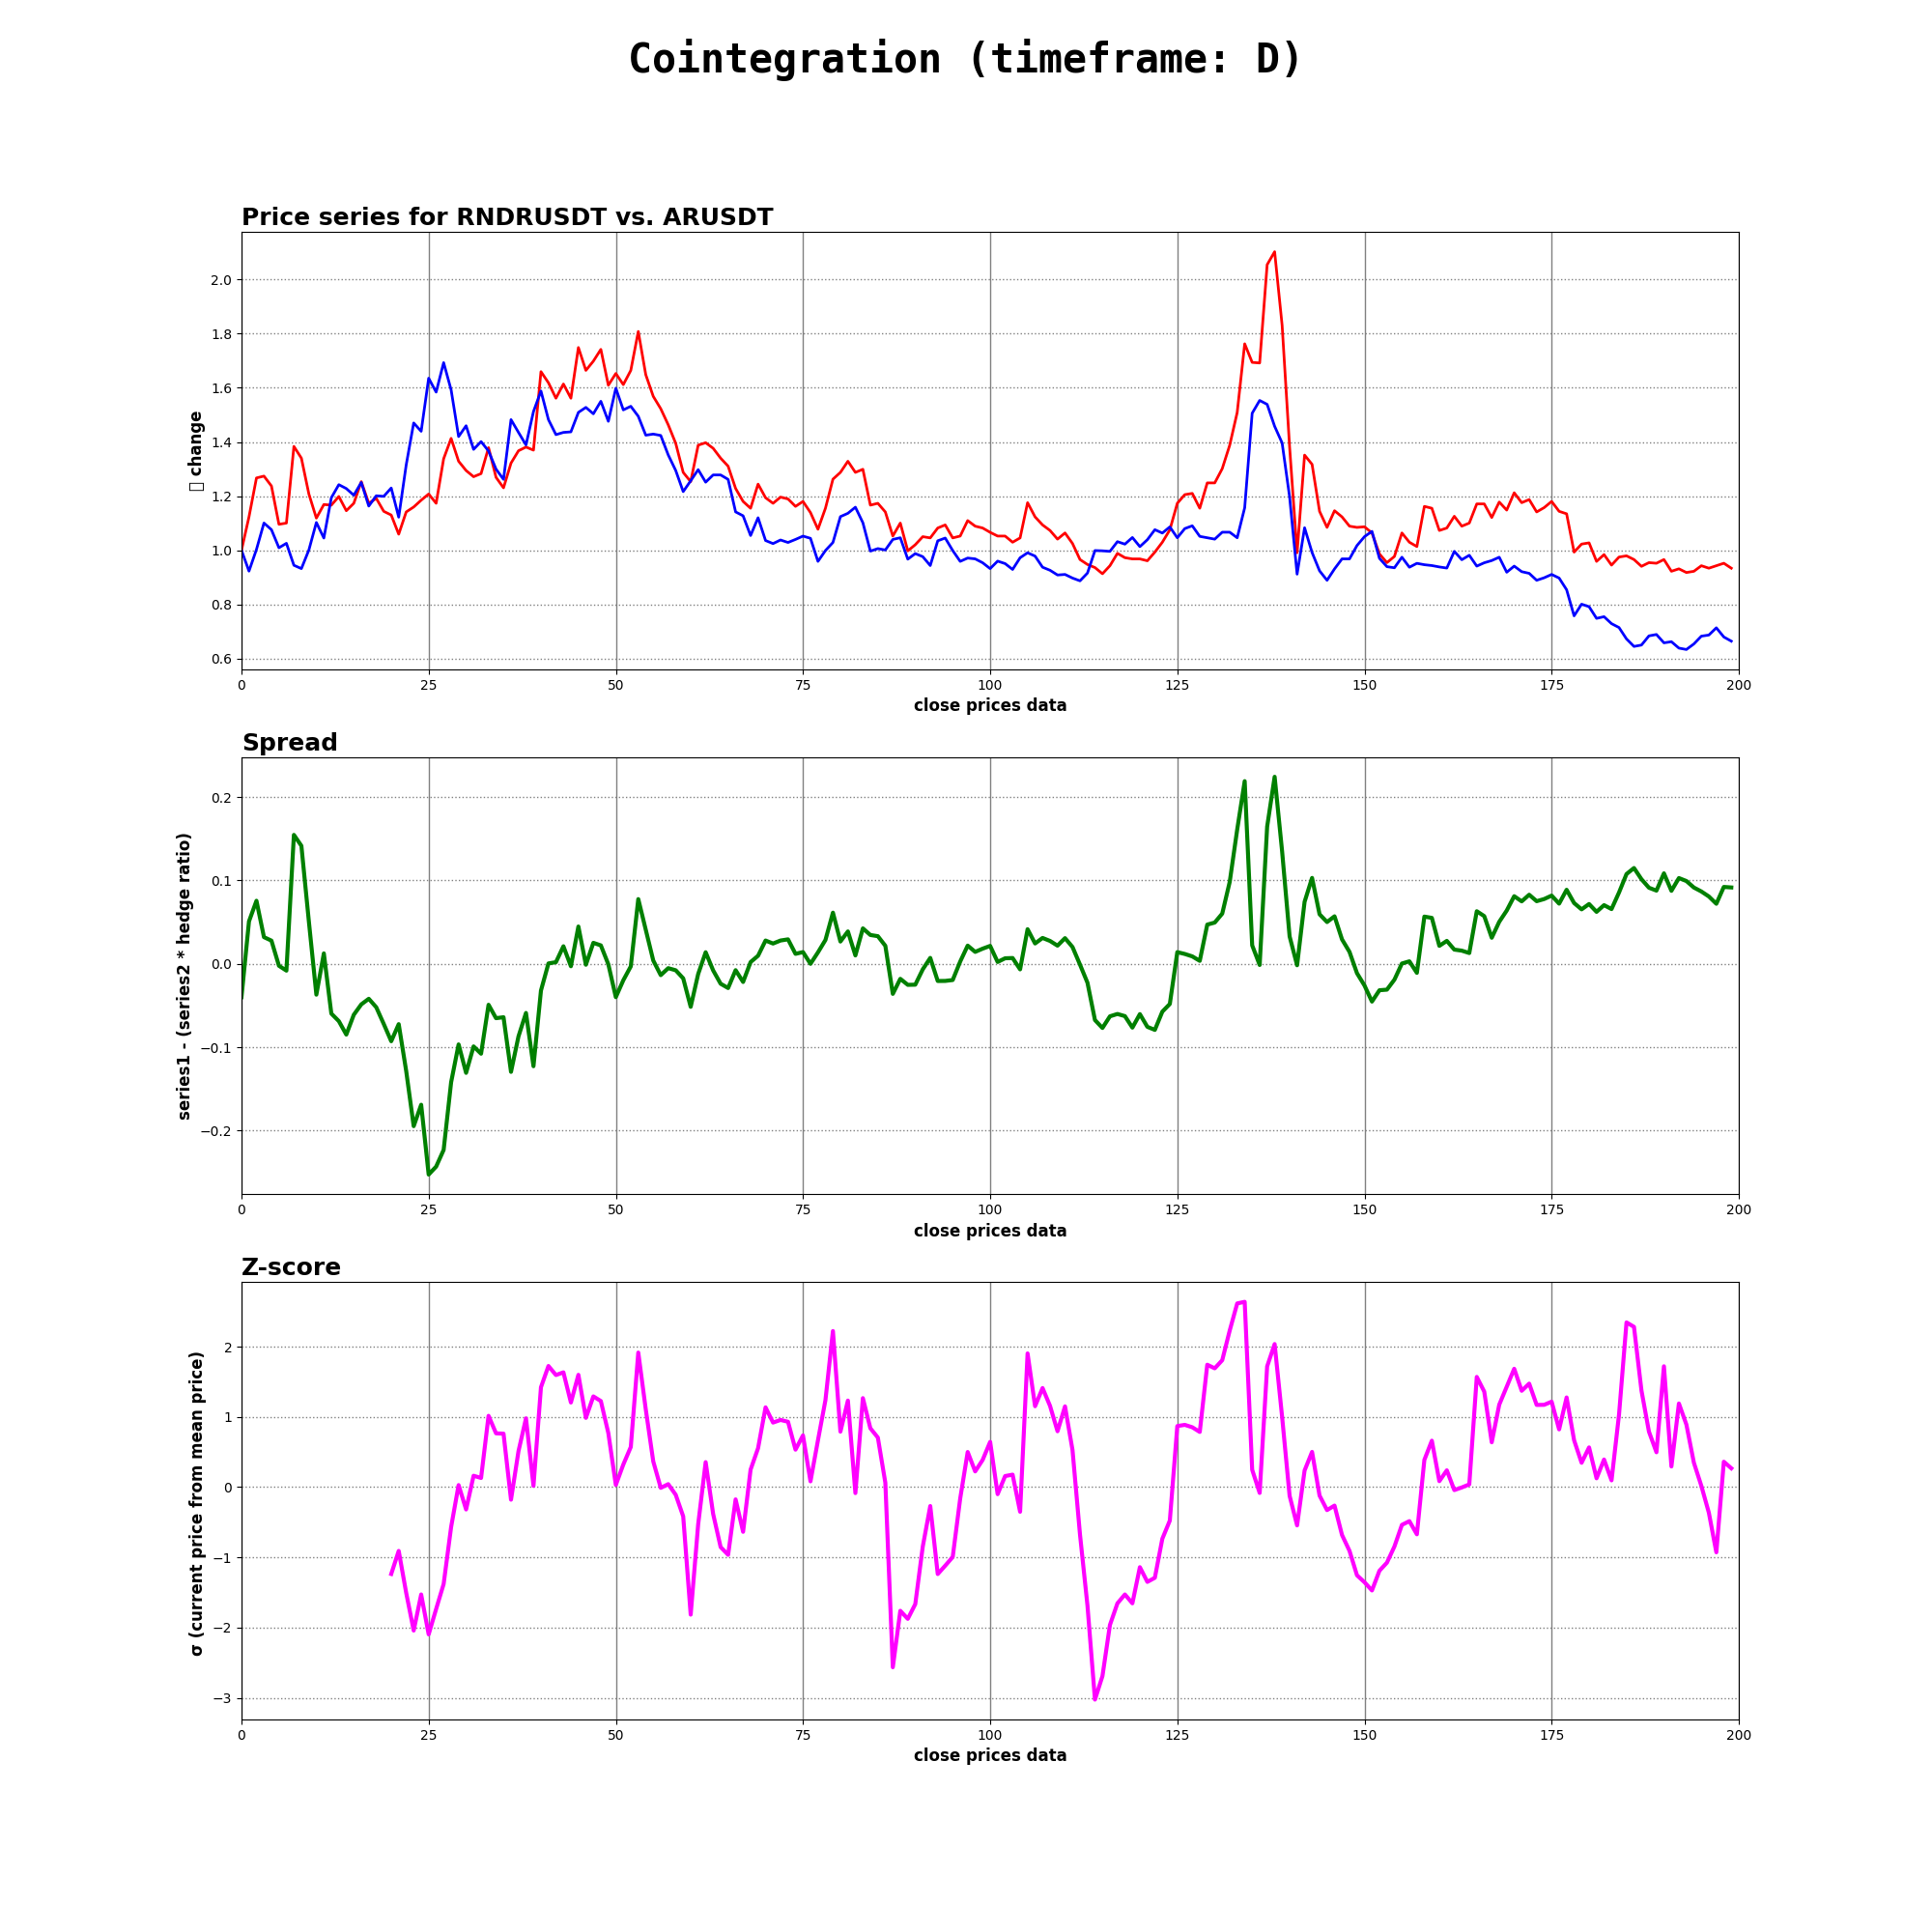 Cointegration (timeframe: D)
Price series for RNDRUSDT vs. ARUSDT
change
2.0
1.8
1.6
1.4
1.2
1.0
0.8
0.6
0 25 50 75 100 125 150 175 200
close prices data
Spread
series1 - (series2 * hedge ratio)
0.2
0.1
0.0
−0.1
−0.2
0 25 50 75 100 125 150 175 200
close prices data
Z-score
σ (current price from mean price)
2
1
0
−1
−2
−3
0 25 50 75 100 125 150 175 200
close prices data